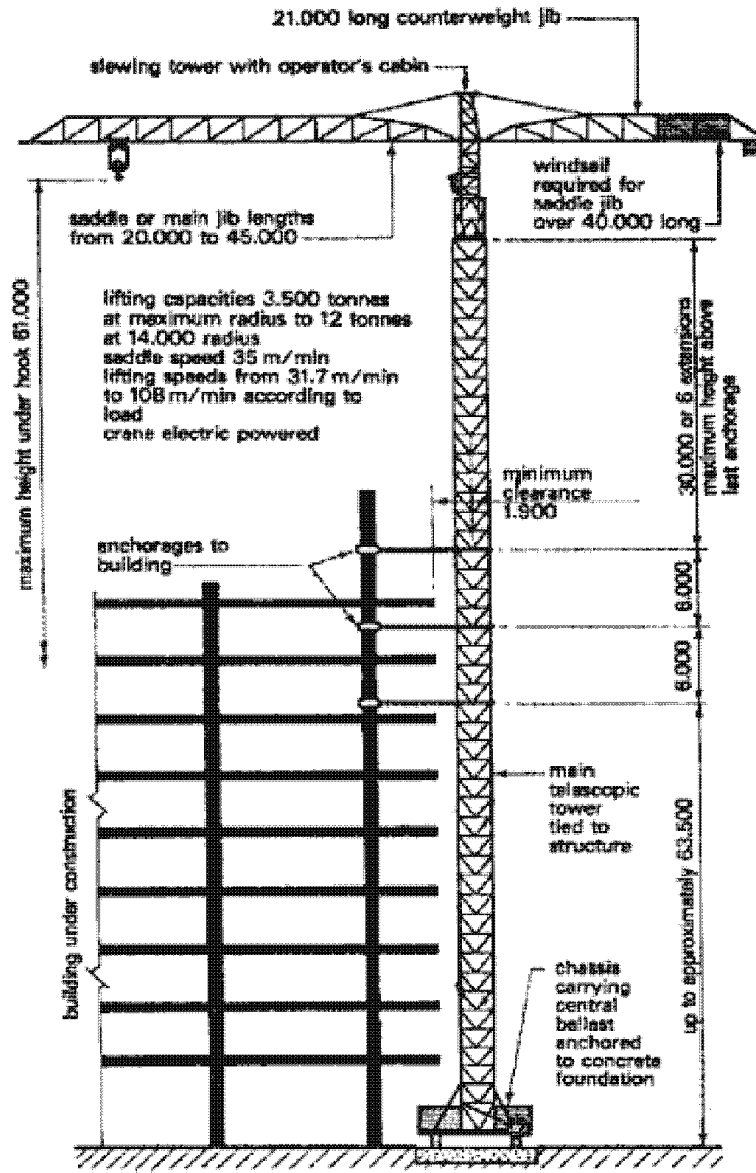 21.000 long counterweight jib
slewing tower with operator's cabin
windsail
required for
saddle jib
over 40.000 long
saddle or main jib lengths
from 20.000 to 45.000
lifting capacities 3.500 tonnes
at maximum radius to 12 tonnes
at 14.000 radius
saddle speed 35 m/min
lifting speeds from 31.7 m/min
to 108 m/min according to
load
crane electric powered
maximum height under hook 61.000
30.000 or 6 extensions
maximum height above
last anchorage
minimum
clearance
1.900
anchorages to
building
6.000
6.000
main
telescopic
tower
tied to
structure
up to approximately 63.500
building under construction
chassis
carrying
central
ballast
anchored
to concrete
foundation